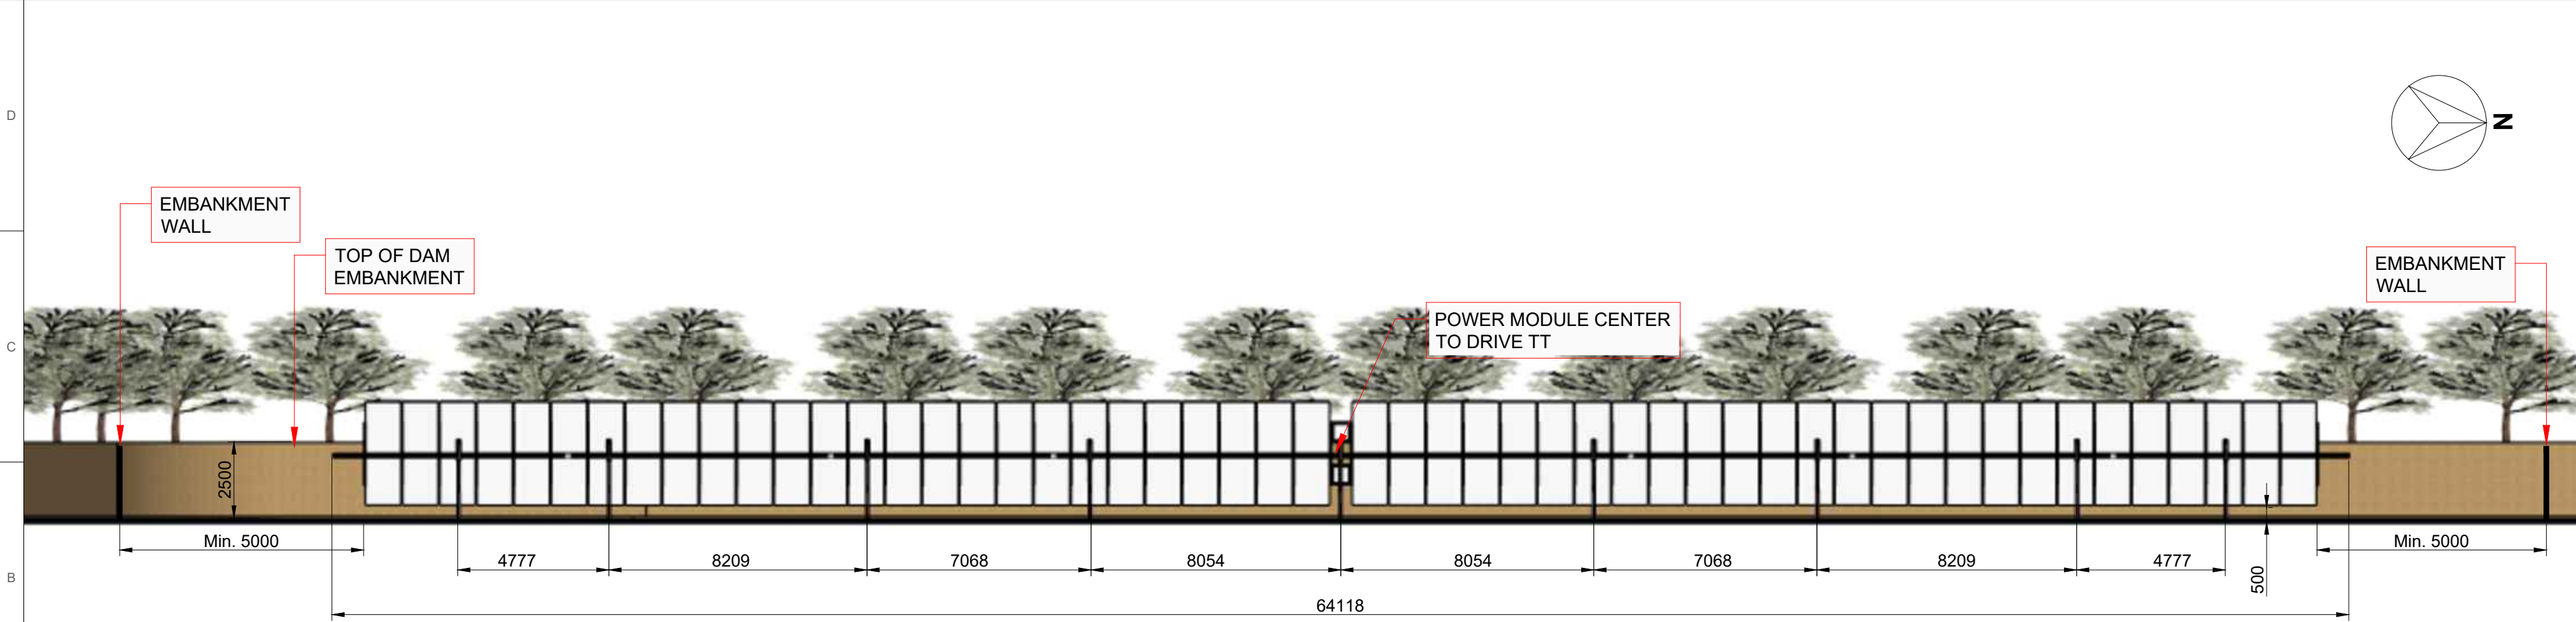 D
N
EMBANKMENT
WALL
TOP OF DAM
EMBANKMENT
EMBANKMENT
WALL
POWER MODULE CENTER
TO DRIVE TT
C
2500
Min. 5000
4777
8209
7068
8054
8054
7068
8209
4777
500
Min. 5000
B
64118